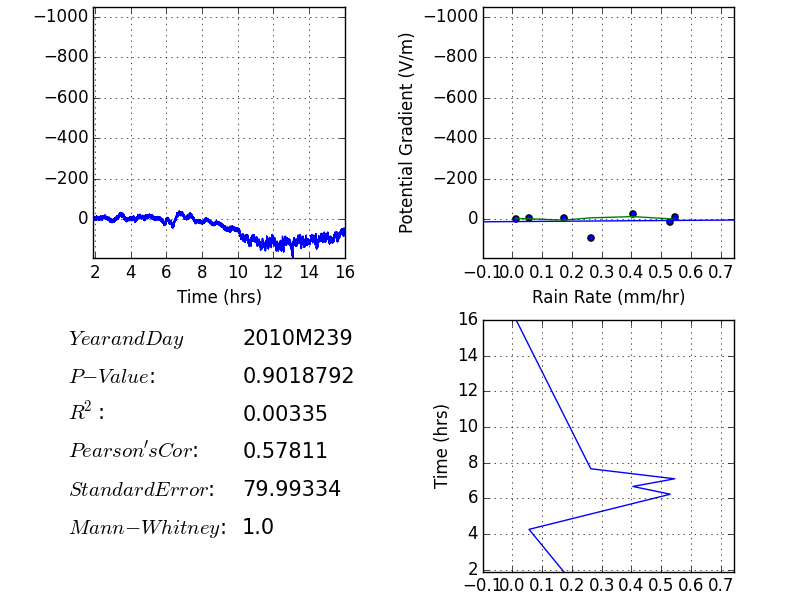 −1000
−800
−600
−400
−200
0
2 4 6 8 10 12 14 16
Time (hrs)
Potential Gradient (V/m)
−1000
−800
−600
−400
−200
0
−0.1 0.0 0.1 0.2 0.3 0.4 0.5 0.6 0.7
Rain Rate (mm/hr)
YearandDay 2010M239
P−Value: 0.9018792
R²: 0.00335
Pearson'sCor: 0.57811
StandardError: 79.99334
Mann−Whitney: 1.0
Time (hrs)
16
14
12
10
8
6
4
2
−0.1 0.0 0.1 0.2 0.3 0.4 0.5 0.6 0.7